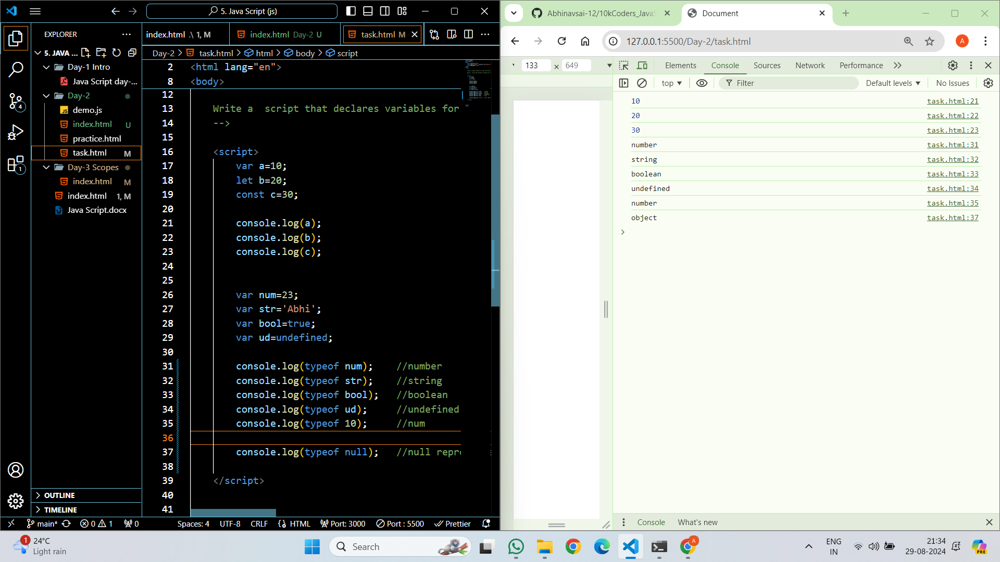 5. Java Script (js)
EXPLORER
5. JAVA ...
Day-1 Intro
Java Script day-...
Day-2
demo.js
index.html U
practice.html
task.html M
Day-3 Scopes
index.html M
index.html 1, M
Java Script.docx
OUTLINE
TIMELINE
4
1
index.html .\ 1, M
index.html Day-2 U
task.html M
Day-2 > task.html > html > body > script
2 <html lang="en">
8 <body>
12
13 Write a  script that declares variables for
14 -->
15
16 <script>
17 var a=10;
18 let b=20;
19 const c=30;
20
21 console.log(a);
22 console.log(b);
23 console.log(c);
24
25
26 var num=23;
27 var str='Abhi';
28 var bool=true;
29 var ud=undefined;
30
31 console.log(typeof num); //number
32 console.log(typeof str); //string
33 console.log(typeof bool); //boolean
34 console.log(typeof ud); //undefined
35 console.log(typeof 10); //num
36
37 console.log(typeof null); //null repr
38
39 </script>
40
41
main* 0 1 0 Spaces: 4 UTF-8 CRLF HTML Port: 3000 Port : 5500 Prettier
Abhinavsai-12/10kCoders_JavaS
Document
127.0.0.1:5500/Day-2/task.html
A
133 × 649
Elements Console Sources Network Performance
top Filter Default levels No Issues
10 task.html:21
20 task.html:22
30 task.html:23
number task.html:31
string task.html:32
boolean task.html:33
undefined task.html:34
number task.html:35
object task.html:37
Console What's new
1
24°C
Light rain
Search
A
ENG
IN
21:34
29-08-2024
PRE